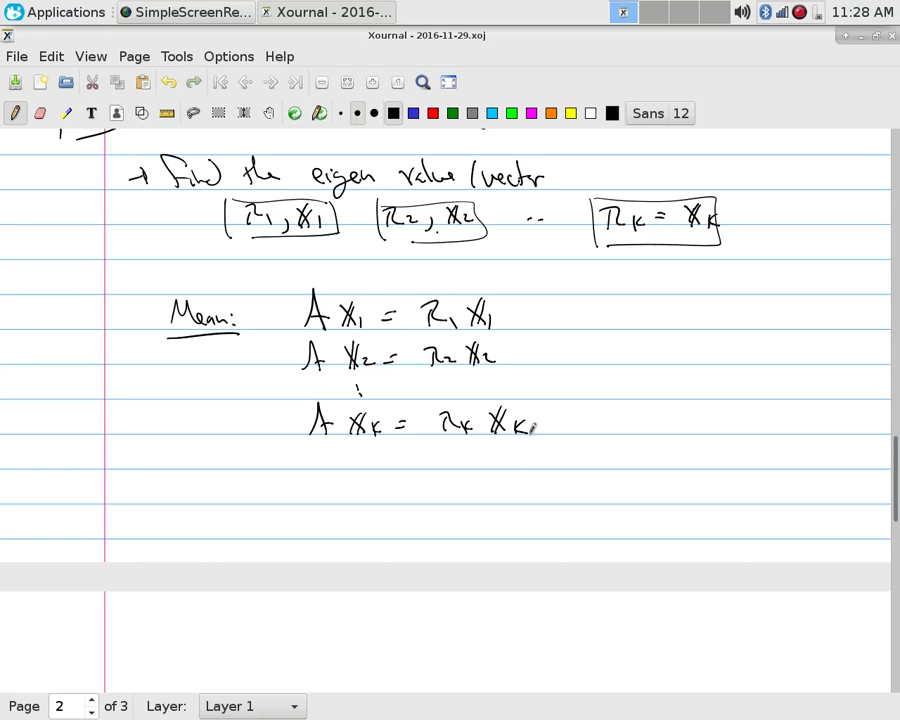 Applications SimpleScreenRe... Xournal - 2016-... 11:28 AM
Xournal - 2016-11-29.xoj
File Edit View Page Tools Options Help
T Sans 12
→ Find the eigen value / vector
λ1, X1 λ2, X2 .. λK = XK
Mean: A X1 = λ1 X1
A X2 = λ2 X2
⋮
A XK = λK XK
Page 2 of 3 Layer: Layer 1